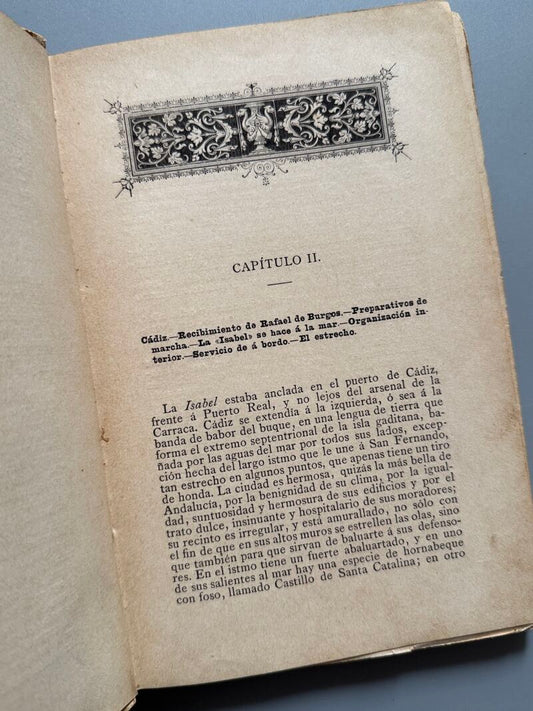 CAPÍTULO II.
Cádiz.—Recibimiento de Rafael de Burgos.—Preparativos de
marcha.—La «Isabel» se hace á la mar.—Organización in-
terior.—Servicio de á bordo.—El estrecho.
La Isabel estaba anclada en el puerto de Cádiz,
frente á Puerto Real, y no lejos del arsenal de la
Carraca. Cádiz se extendía á la izquierda, ó sea á la
banda de babor del buque, en una lengua de tierra que
forma el extremo septentrional de la isla gaditana, ba-
ñada por las aguas del mar por todos sus lados, excep-
ción hecha del largo istmo que le une á San Fernando,
tan estrecho en algunos puntos, que apenas tiene un tiro
de honda. La ciudad es hermosa, quizás la más bella de
Andalucía, por la benignidad de su clima, por la igual-
dad, suntuosidad y hermosura de sus edificios y por el
trato dulce, insinuante y hospitalario de sus moradores;
su recinto es irregular, y está amurallado, no sólo con
el fin de que en sus altos muros se estrellen las olas, sino
que también para que sirvan de baluarte á sus defenso-
res. En el istmo tiene un fuerte abaluartado, y en uno
de sus salientes al mar hay una especie de hornabeque
con foso, llamado Castillo de Santa Catalina; en otro